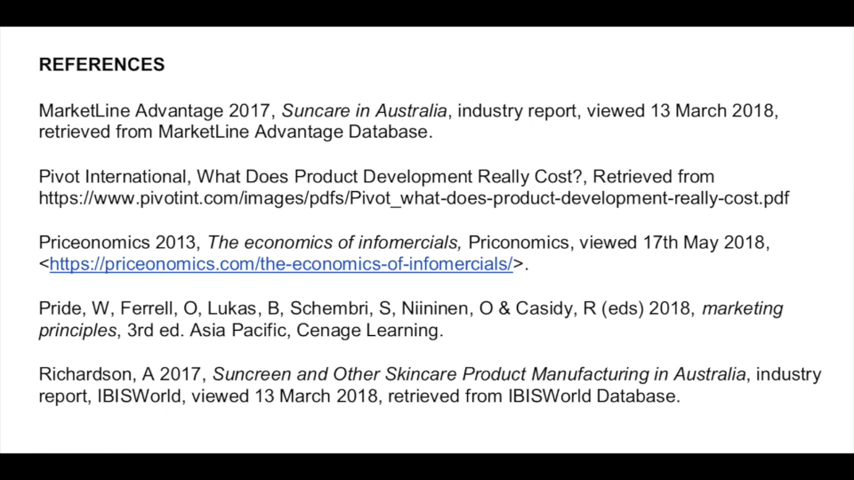 REFERENCES
MarketLine Advantage 2017, Suncare in Australia, industry report, viewed 13 March 2018,
retrieved from MarketLine Advantage Database.
Pivot International, What Does Product Development Really Cost?, Retrieved from
https://www.pivotint.com/images/pdfs/Pivot_what-does-product-development-really-cost.pdf
Priceonomics 2013, The economics of infomercials, Priconomics, viewed 17th May 2018,
<https://priceonomics.com/the-economics-of-infomercials/>.
Pride, W, Ferrell, O, Lukas, B, Schembri, S, Niininen, O & Casidy, R (eds) 2018, marketing
principles, 3rd ed. Asia Pacific, Cenage Learning.
Richardson, A 2017, Suncreen and Other Skincare Product Manufacturing in Australia, industry
report, IBISWorld, viewed 13 March 2018, retrieved from IBISWorld Database.